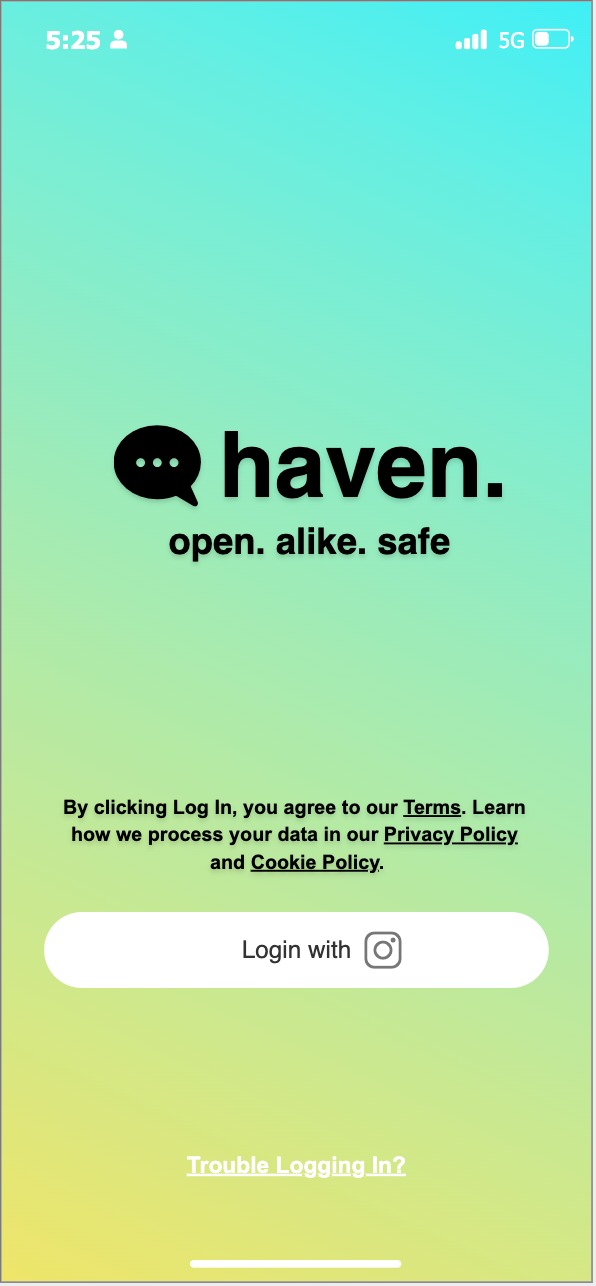 5:25 5G
haven.
open. alike. safe
By clicking Log In, you agree to our Terms. Learn
how we process your data in our Privacy Policy
and Cookie Policy.
Login with
Trouble Logging In?